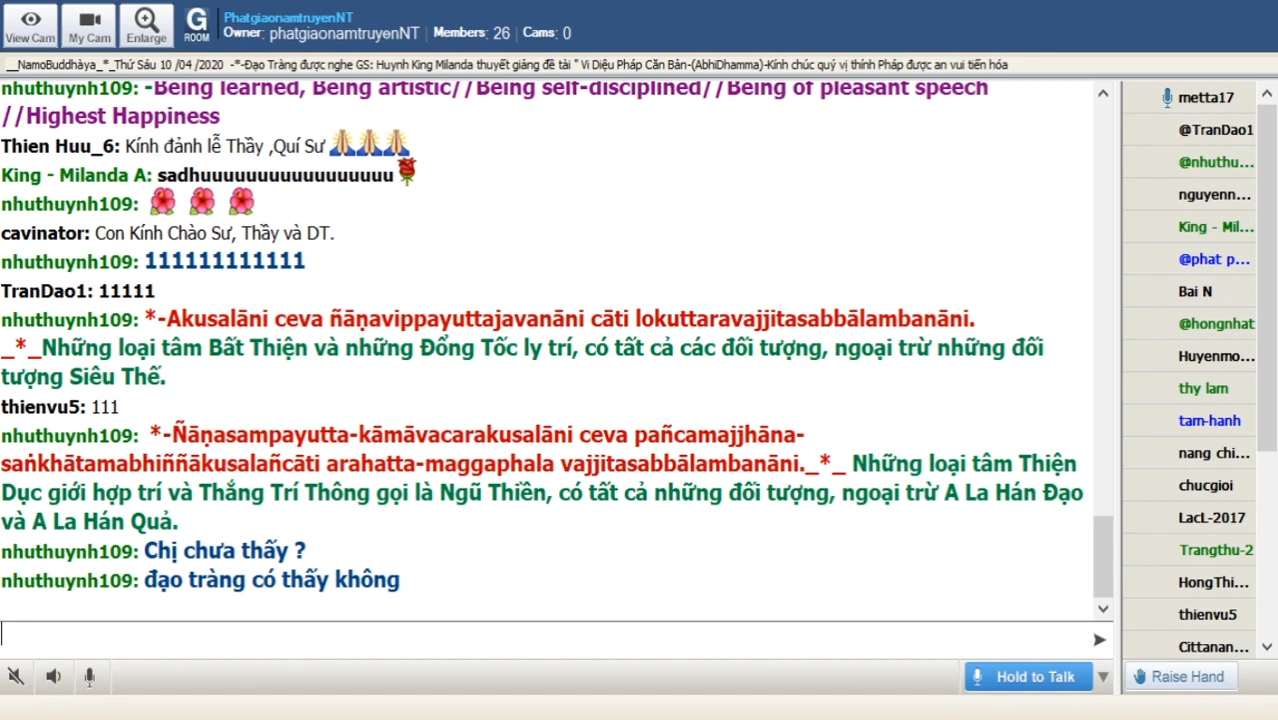 View Cam
My Cam
Enlarge
G
ROOM
PhatgiaonamtruyenNT
Owner: phatgiaonamtruyenNT | Members: 26 | Cams: 0
__NamoBuddhàya_*_Thứ Sáu 10 /04 /2020 -*-Đạo Tràng được nghe GS: Huynh King Milanda thuyết giảng đề tài " Vi Diệu Pháp Căn Bản-(AbhiDhamma)-Kính chúc quý vị thính Pháp được an vui tiến hóa
nhuthuynh109: -Being learned, Being artistic//Being self-disciplined//Being of pleasant speech
//Highest Happiness
Thien Huu_6: Kính đảnh lễ Thầy ,Quí Sư
King - Milanda A: sadhuuuuuuuuuuuuuuuuu
nhuthuynh109:
cavinator: Con Kính Chào Sư, Thầy và DT.
nhuthuynh109: 111111111111
TranDao1: 11111
nhuthuynh109: *-Akusalāni ceva ñāṇavippayuttajavanāni cāti lokuttaravajjitasabbālambanāni.
_*_Những loại tâm Bất Thiện và những Đổng Tốc ly trí, có tất cả các đối tượng, ngoại trừ những đối
tượng Siêu Thế.
thienvu5: 111
nhuthuynh109: *-Ñāṇasampayutta-kāmāvacarakusalāni ceva pañcamajjhāna-
saṅkhātamabhiññākusalañcāti arahatta-maggaphala vajjitasabbālambanāni._*_ Những loại tâm Thiện
Dục giới hợp trí và Thắng Trí Thông gọi là Ngũ Thiền, có tất cả những đối tượng, ngoại trừ A La Hán Đạo
và A La Hán Quả.
nhuthuynh109: Chị chưa thấy ?
nhuthuynh109: đạo tràng có thấy không
metta17
@TranDao1
@nhuthu...
nguyenn...
King - Mil...
@phat p...
Bai N
@hongnhat
Huyenmo...
thy lam
tam-hanh
nang chi...
chucgioi
LacL-2017
Trangthu-2
HongThi...
thienvu5
Cittanan...
Hold to Talk
Raise Hand